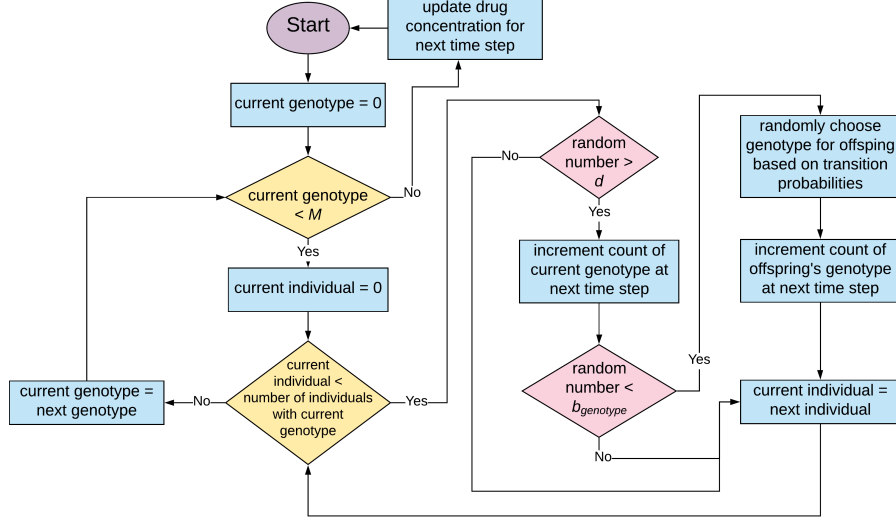 Start
update drug
concentration for
next time step
current genotype = 0
current genotype
< M
No
Yes
current individual = 0
current
individual <
number of individuals
with current
genotype
No
current genotype =
next genotype
Yes
random
number >
d
No
Yes
increment count of
current genotype at
next time step
random
number <
bgenotype
No
Yes
randomly choose
genotype for offsping
based on transition
probabilities
increment count of
offspring's genotype
at next time step
current individual =
next individual